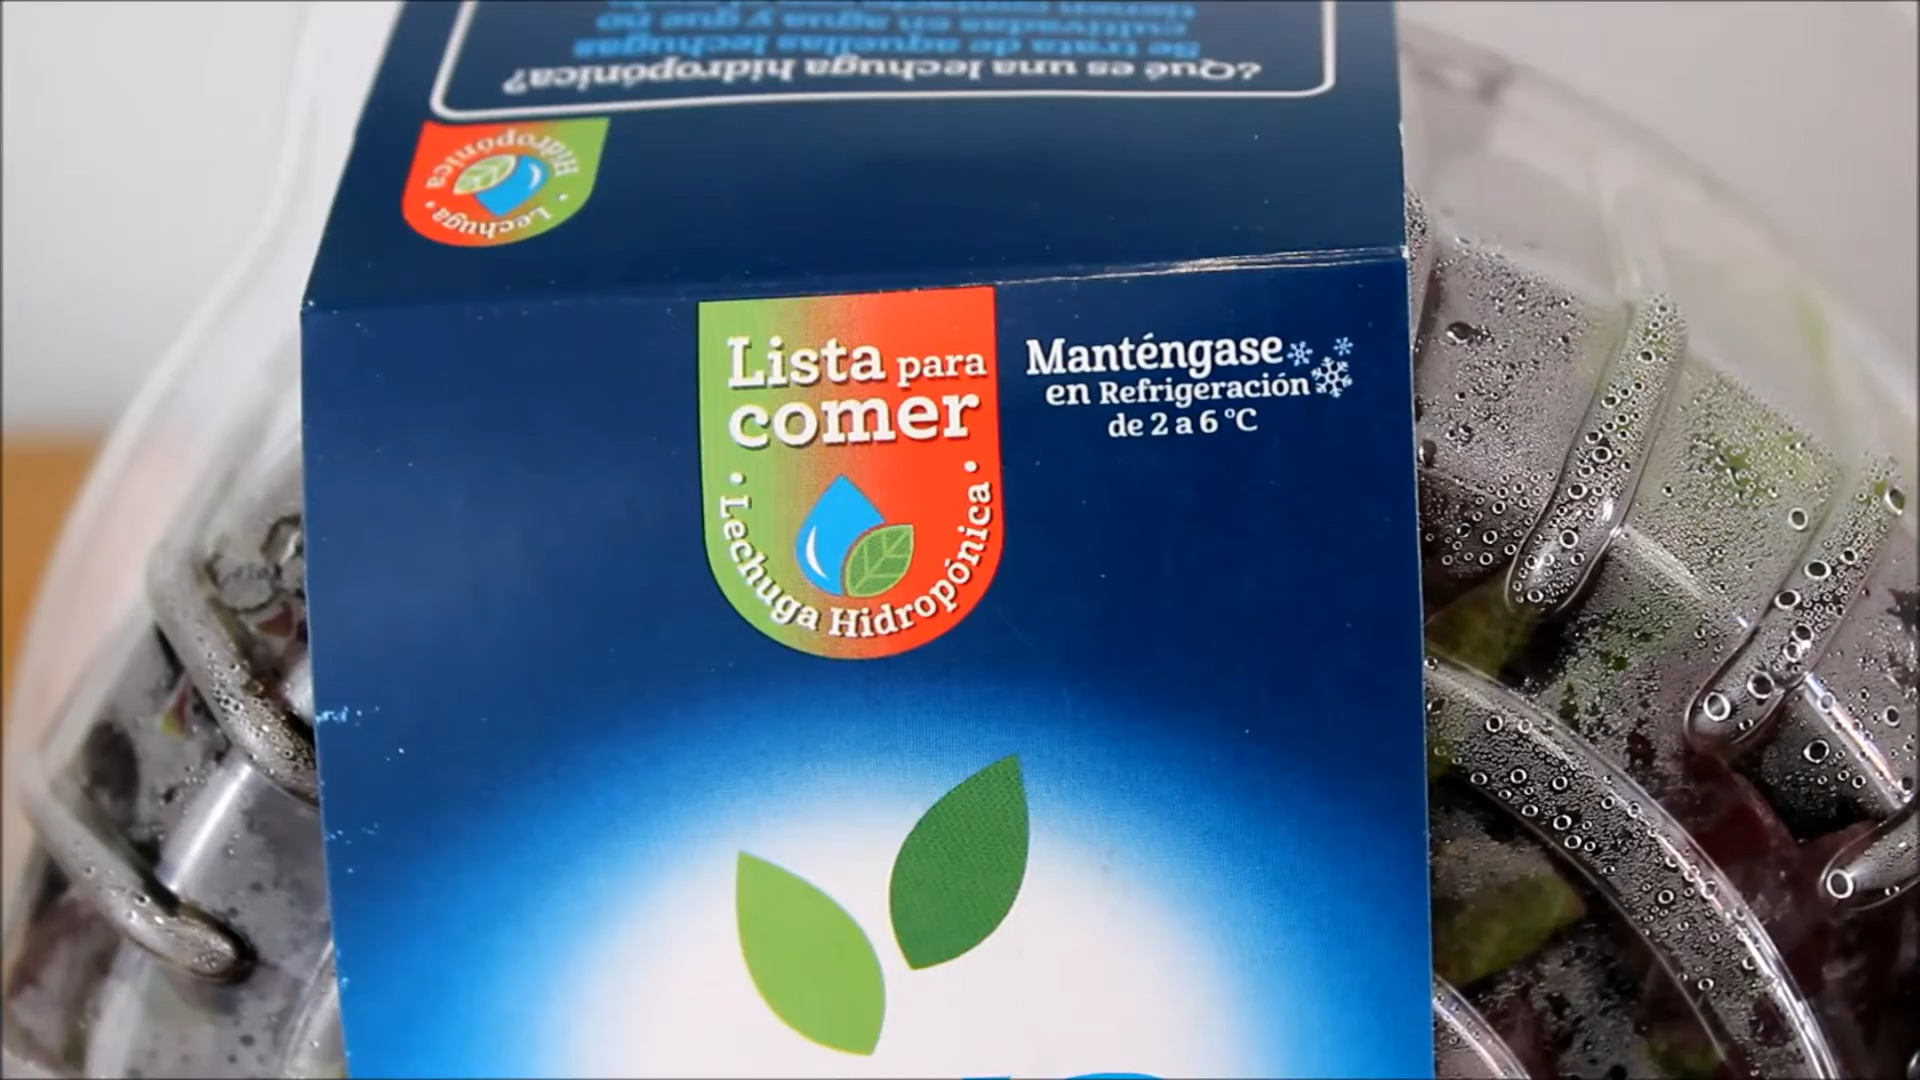 tienen
cultivadas en agua y que no
Se trata de aquellas lechugas
¿Qué es una lechuga hidropónica?
• Lechuga • Hidropónica
Lista para
comer
• Lechuga Hidropónica •
Manténgase
en Refrigeración
de 2 a 6 °C